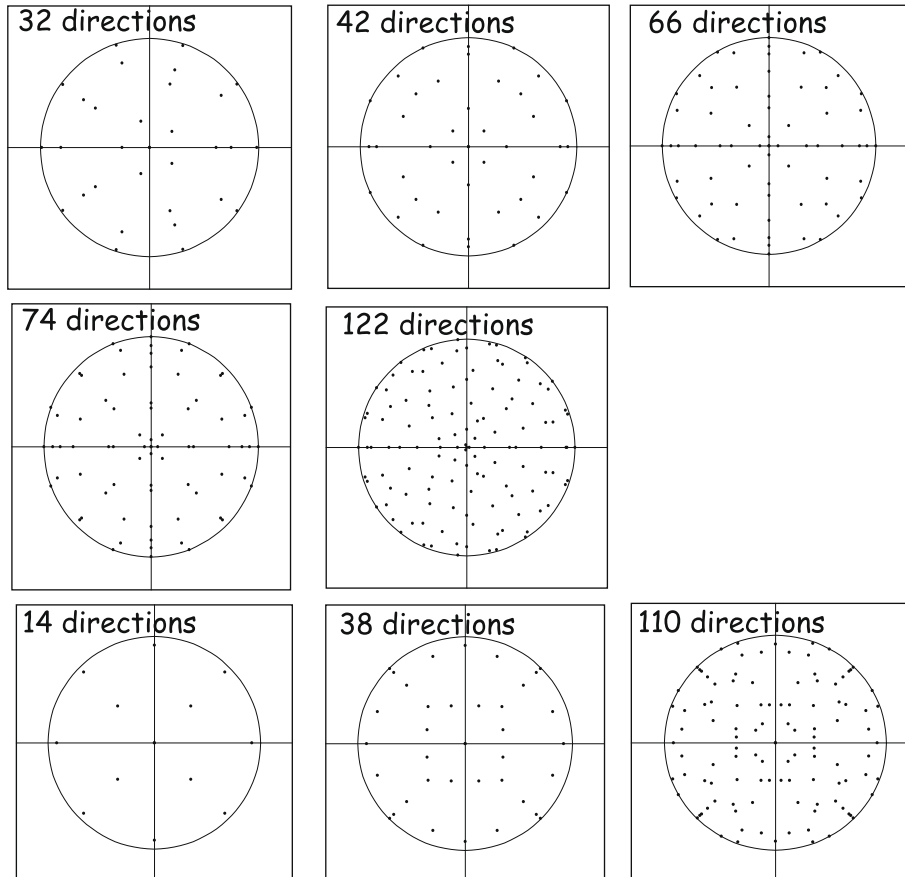 32 directions
42 directions
66 directions
74 directions
122 directions
14 directions
38 directions
110 directions